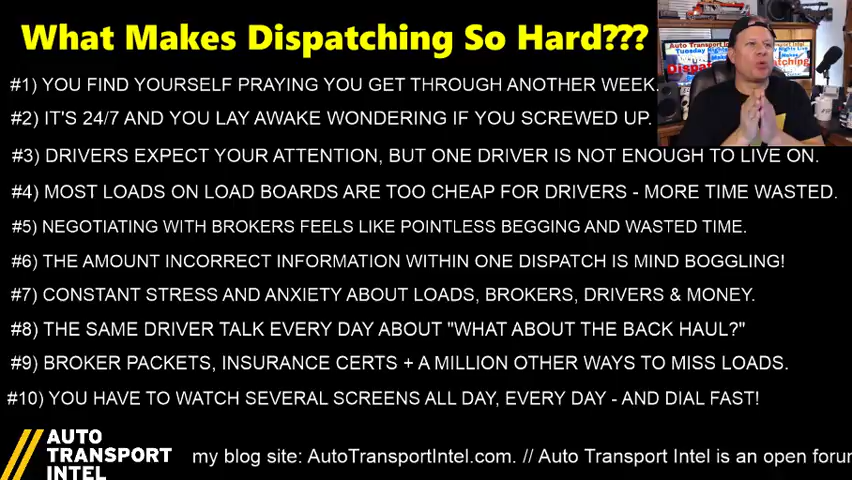 What Makes Dispatching So Hard???
#1) YOU FIND YOURSELF PRAYING YOU GET THROUGH ANOTHER WEEK.
#2) IT'S 24/7 AND YOU LAY AWAKE WONDERING IF YOU SCREWED UP.
#3) DRIVERS EXPECT YOUR ATTENTION, BUT ONE DRIVER IS NOT ENOUGH TO LIVE ON.
#4) MOST LOADS ON LOAD BOARDS ARE TOO CHEAP FOR DRIVERS - MORE TIME WASTED.
#5) NEGOTIATING WITH BROKERS FEELS LIKE POINTLESS BEGGING AND WASTED TIME.
#6) THE AMOUNT INCORRECT INFORMATION WITHIN ONE DISPATCH IS MIND BOGGLING!
#7) CONSTANT STRESS AND ANXIETY ABOUT LOADS, BROKERS, DRIVERS & MONEY.
#8) THE SAME DRIVER TALK EVERY DAY ABOUT "WHAT ABOUT THE BACK HAUL?"
#9) BROKER PACKETS, INSURANCE CERTS + A MILLION OTHER WAYS TO MISS LOADS.
#10) YOU HAVE TO WATCH SEVERAL SCREENS ALL DAY, EVERY DAY - AND DIAL FAST!
AUTO
TRANSPORT
INTEL
my blog site: AutoTransportIntel.com. // Auto Transport Intel is an open foru
Auto Transport Intel
Tuesday Nights Live